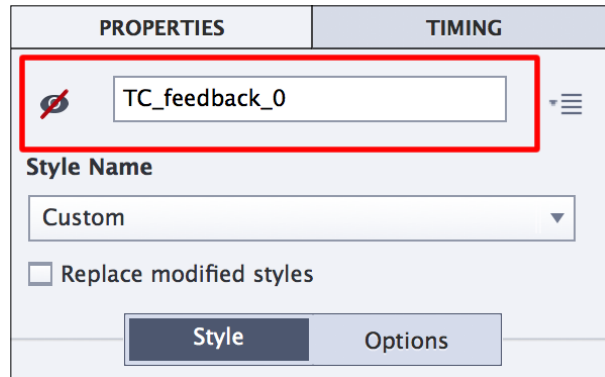 PROPERTIES TIMING
TC_feedback_0
Style Name
Custom
Replace modified styles
Style Options